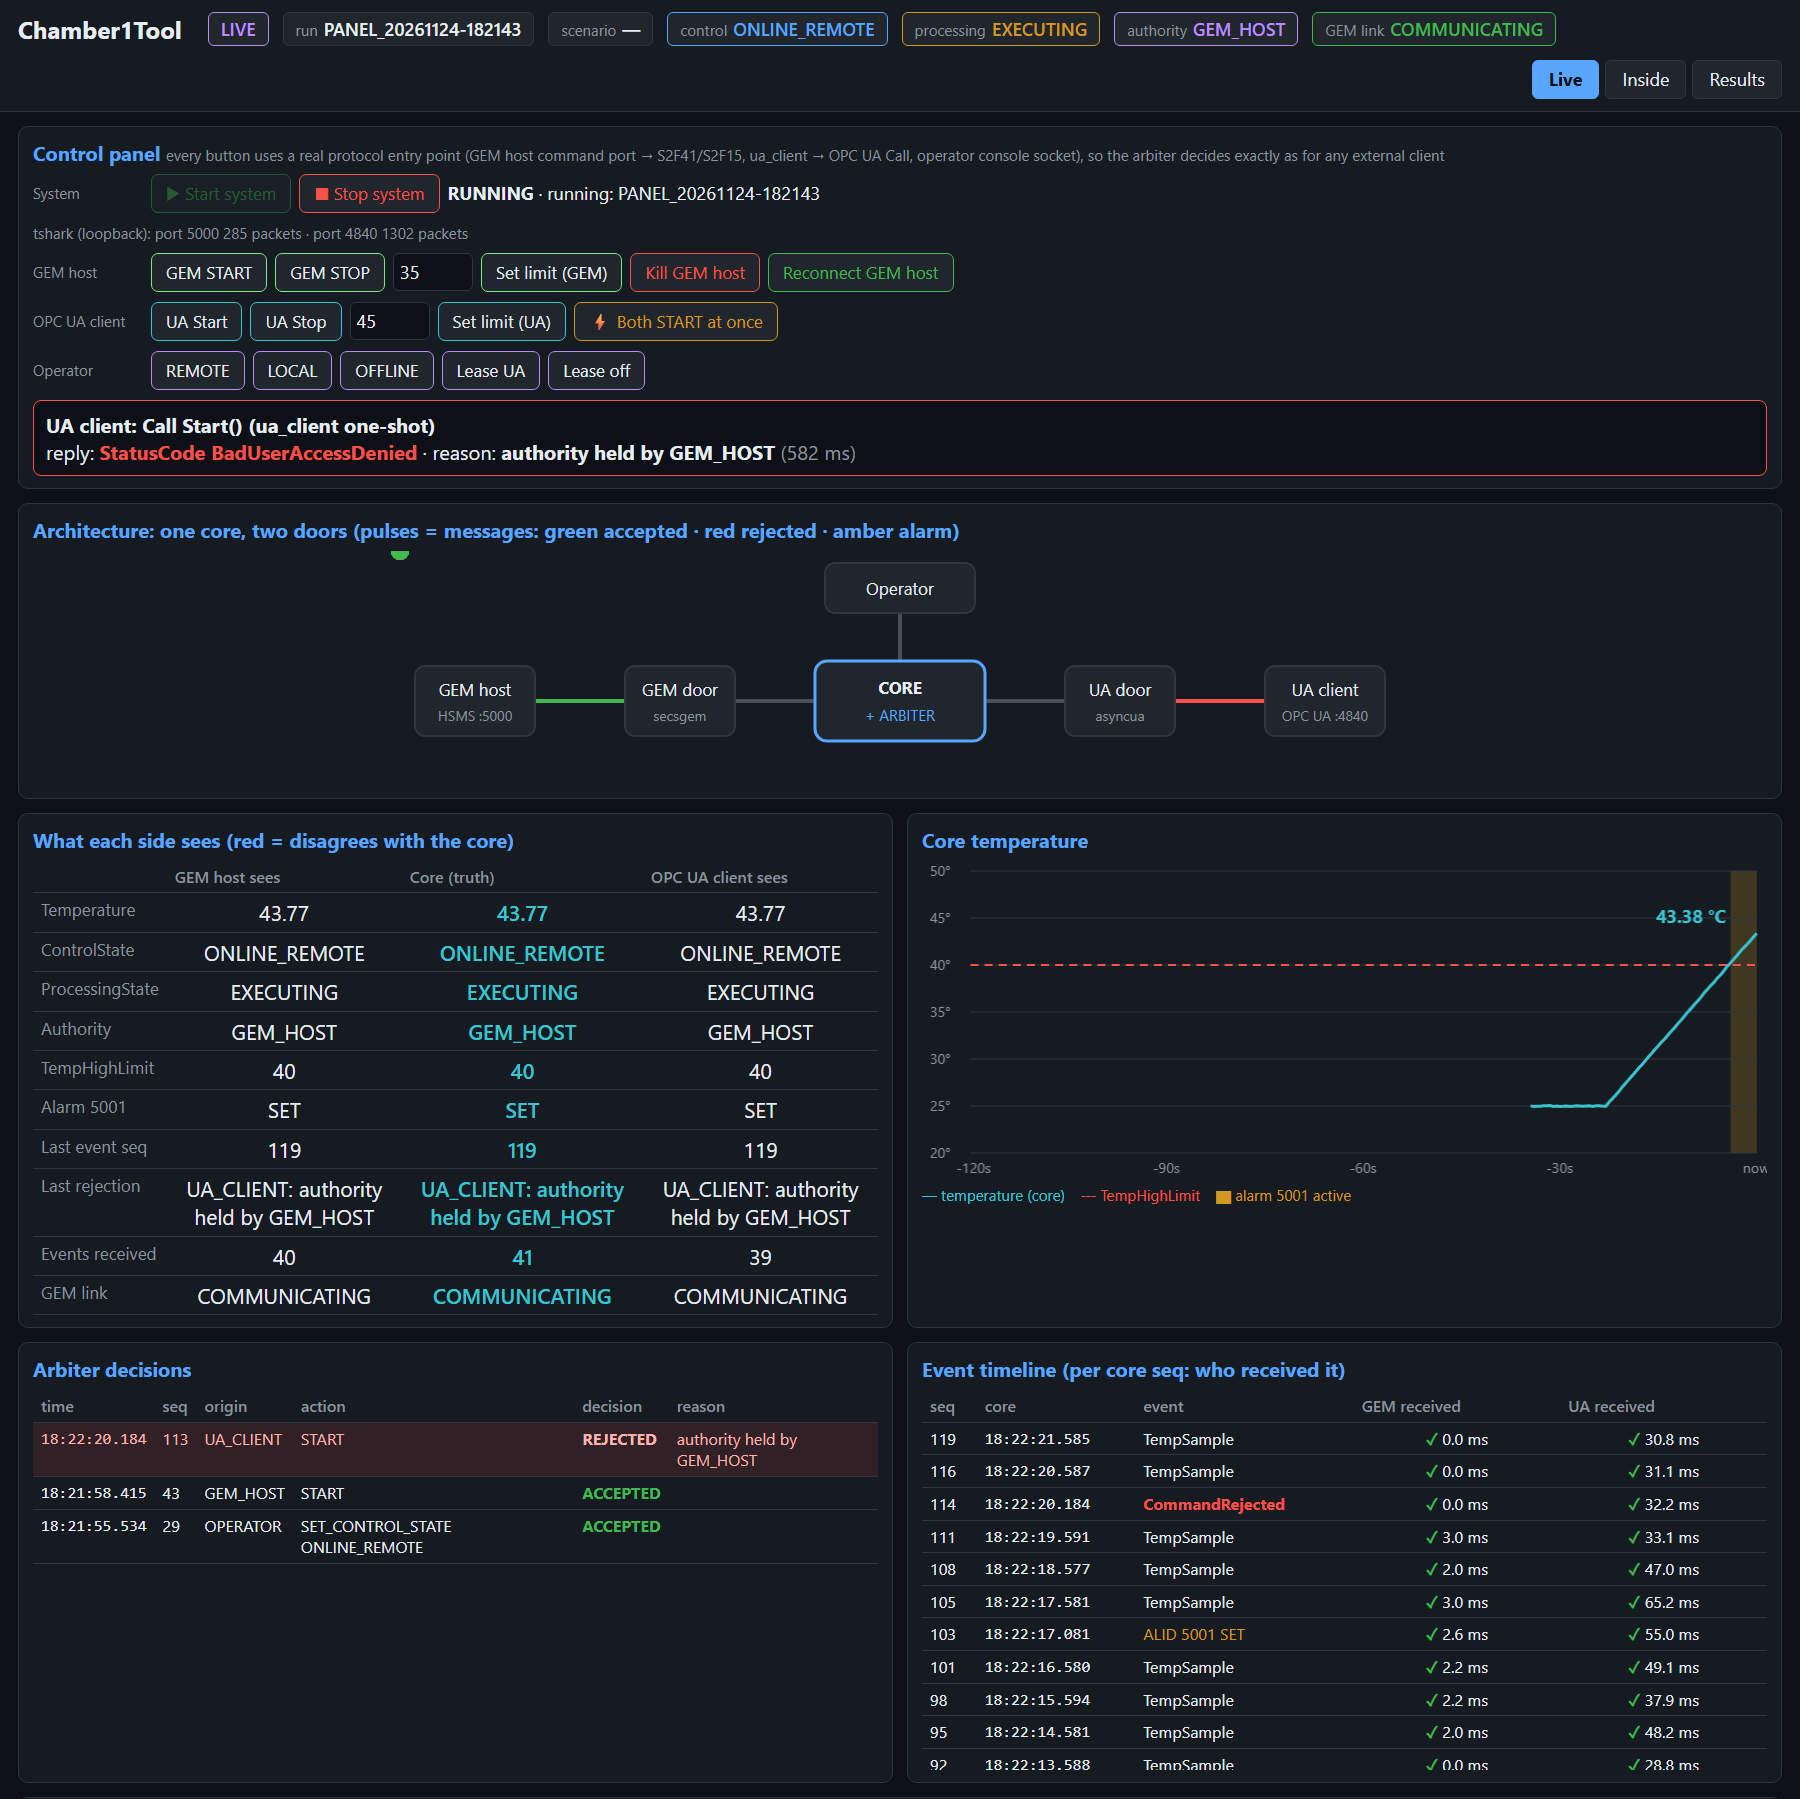 Chamber1Tool LIVE run PANEL_20261124-182143 scenario — control ONLINE_REMOTE processing EXECUTING authority GEM_HOST GEM link COMMUNICATING
Live Inside Results
Control panel every button uses a real protocol entry point (GEM host command port → S2F41/S2F15, ua_client → OPC UA Call, operator console socket), so the arbiter decides exactly as for any external client
System ▶ Start system ■ Stop system RUNNING · running: PANEL_20261124-182143
tshark (loopback): port 5000 285 packets · port 4840 1302 packets
GEM host GEM START GEM STOP 35 Set limit (GEM) Kill GEM host Reconnect GEM host
OPC UA client UA Start UA Stop 45 Set limit (UA) ⚡ Both START at once
Operator REMOTE LOCAL OFFLINE Lease UA Lease off
UA client: Call Start() (ua_client one-shot)
reply: StatusCode BadUserAccessDenied · reason: authority held by GEM_HOST (582 ms)
Architecture: one core, two doors (pulses = messages: green accepted · red rejected · amber alarm)
Operator
GEM host GEM door CORE UA door UA client
HSMS :5000 secsgem + ARBITER asyncua OPC UA :4840
What each side sees (red = disagrees with the core)
GEM host sees Core (truth) OPC UA client sees
Temperature 43.77 43.77 43.77
ControlState ONLINE_REMOTE ONLINE_REMOTE ONLINE_REMOTE
ProcessingState EXECUTING EXECUTING EXECUTING
Authority GEM_HOST GEM_HOST GEM_HOST
TempHighLimit 40 40 40
Alarm 5001 SET SET SET
Last event seq 119 119 119
Last rejection UA_CLIENT: authority UA_CLIENT: authority UA_CLIENT: authority
held by GEM_HOST held by GEM_HOST held by GEM_HOST
Events received 40 41 39
GEM link COMMUNICATING COMMUNICATING COMMUNICATING
Core temperature
50°
45° 43.38 °C
40°
35°
30°
25°
20°
-120s -90s -60s -30s now
— temperature (core) --- TempHighLimit alarm 5001 active
Arbiter decisions
time seq origin action decision reason
18:22:20.184 113 UA_CLIENT START REJECTED authority held by
GEM_HOST
18:21:58.415 43 GEM_HOST START ACCEPTED
18:21:55.534 29 OPERATOR SET_CONTROL_STATE ACCEPTED
ONLINE_REMOTE
Event timeline (per core seq: who received it)
seq core event GEM received UA received
119 18:22:21.585 TempSample ✓ 0.0 ms ✓ 30.8 ms
116 18:22:20.587 TempSample ✓ 0.0 ms ✓ 31.1 ms
114 18:22:20.184 CommandRejected ✓ 0.0 ms ✓ 32.2 ms
111 18:22:19.591 TempSample ✓ 3.0 ms ✓ 33.1 ms
108 18:22:18.577 TempSample ✓ 2.0 ms ✓ 47.0 ms
105 18:22:17.581 TempSample ✓ 3.0 ms ✓ 65.2 ms
103 18:22:17.081 ALID 5001 SET ✓ 2.6 ms ✓ 55.0 ms
101 18:22:16.580 TempSample ✓ 2.2 ms ✓ 49.1 ms
98 18:22:15.594 TempSample ✓ 2.2 ms ✓ 37.9 ms
95 18:22:14.581 TempSample ✓ 2.0 ms ✓ 48.2 ms
92 18:22:13.588 TempSample ✓ 0.0 ms ✓ 28.8 ms